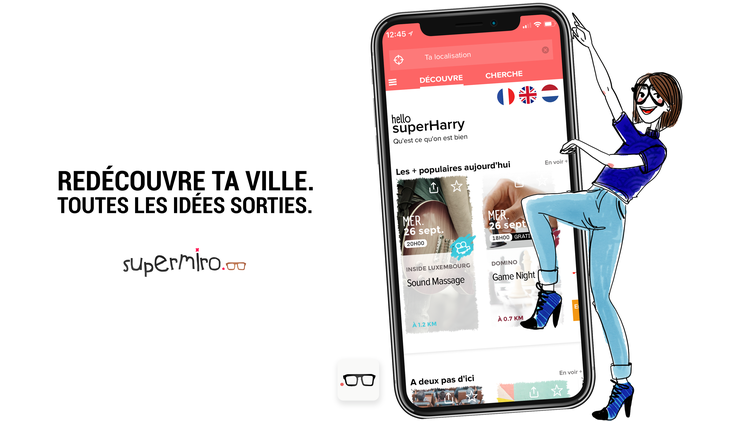 REDÉCOUVRE TA VILLE.
TOUTES LES IDÉES SORTIES.
supermiro.
12:45
Ta localisation
DÉCOUVRE
CHERCHE
hello
superHarry
Qu'est ce qu'on est bien
Les + populaires aujourd'hui
En voir +
MER.
26 sept.
20H00
INSIDE LUXEMBOURG
Sound Massage
À 1.2 KM
MER.
26 sept.
18H00
DOMINO
Game Night
À 0.7 KM
A deux pas d'ici
En voir +